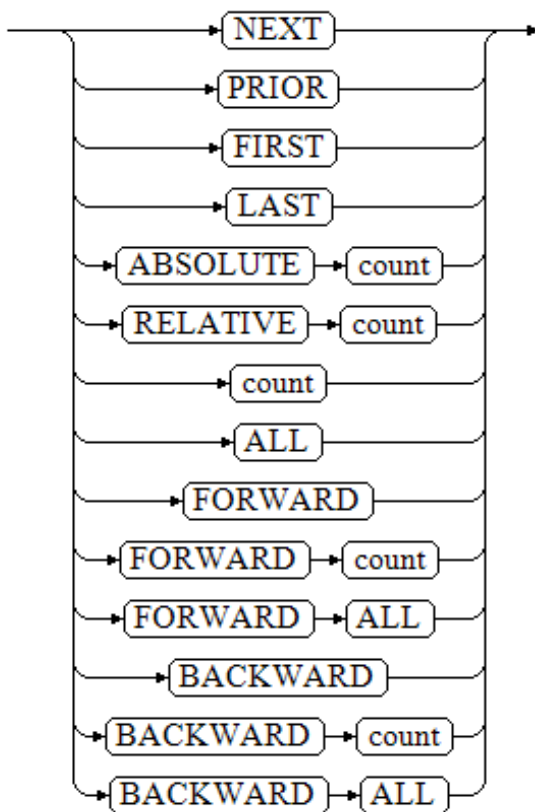 NEXT
PRIOR
FIRST
LAST
ABSOLUTE count
RELATIVE count
count
ALL
FORWARD
FORWARD count
FORWARD ALL
BACKWARD
BACKWARD count
BACKWARD ALL